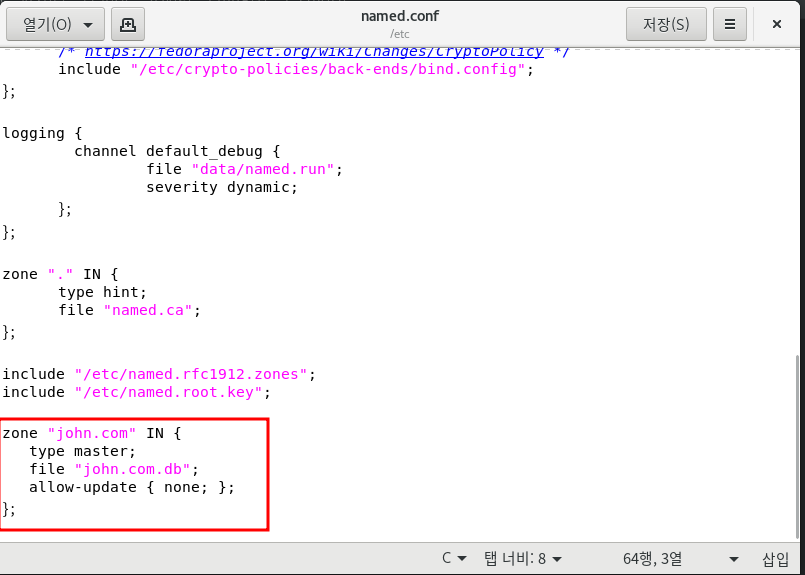 열기(O)
named.conf
/etc
저장(S)
/* https://fedoraproject.org/wiki/Changes/CryptoPolicy */
include "/etc/crypto-policies/back-ends/bind.config";
};
logging {
channel default_debug {
file "data/named.run";
severity dynamic;
};
};
zone "." IN {
type hint;
file "named.ca";
};
include "/etc/named.rfc1912.zones";
include "/etc/named.root.key";
zone "john.com" IN {
type master;
file "john.com.db";
allow-update { none; };
};
C 탭 너비: 8 64행, 3열 삽입